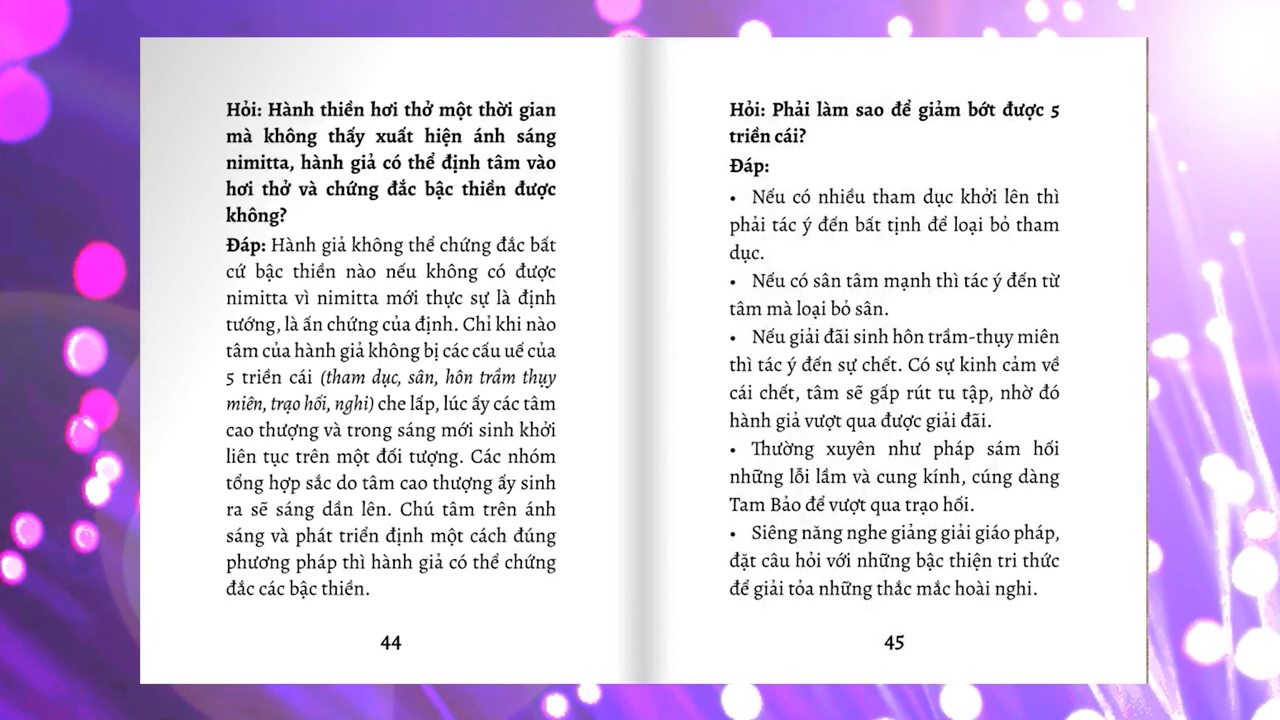 Hỏi: Hành thiền hơi thở một thời gian
mà không thấy xuất hiện ánh sáng
nimitta, hành giả có thể định tâm vào
hơi thở và chứng đắc bậc thiền được
không?
Đáp: Hành giả không thể chứng đắc bất
cứ bậc thiền nào nếu không có được
nimitta vì nimitta mới thực sự là định
tướng, là ấn chứng của định. Chỉ khi nào
tâm của hành giả không bị các cấu uế của
5 triền cái (tham dục, sân, hôn trầm thụy
miên, trạo hối, nghi) che lấp, lúc ấy các tâm
cao thượng và trong sáng mới sinh khởi
liên tục trên một đối tượng. Các nhóm
tổng hợp sắc do tâm cao thượng ấy sinh
ra sẽ sáng dần lên. Chú tâm trên ánh
sáng và phát triển định một cách đúng
phương pháp thì hành giả có thể chứng
đắc các bậc thiền.
44
Hỏi: Phải làm sao để giảm bớt được 5
triền cái?
Đáp:
• Nếu có nhiều tham dục khởi lên thì
phải tác ý đến bất tịnh để loại bỏ tham
dục.
• Nếu có sân tâm mạnh thì tác ý đến từ
tâm mà loại bỏ sân.
• Nếu giải đãi sinh hôn trầm-thụy miên
thì tác ý đến sự chết. Có sự kinh cảm về
cái chết, tâm sẽ gấp rút tu tập, nhờ đó
hành giả vượt qua được giải đãi.
• Thường xuyên như pháp sám hối
những lỗi lầm và cung kính, cúng dàng
Tam Bảo để vượt qua trạo hối.
• Siêng năng nghe giảng giải giáo pháp,
đặt câu hỏi với những bậc thiện tri thức
để giải tỏa những thắc mắc hoài nghi.
45